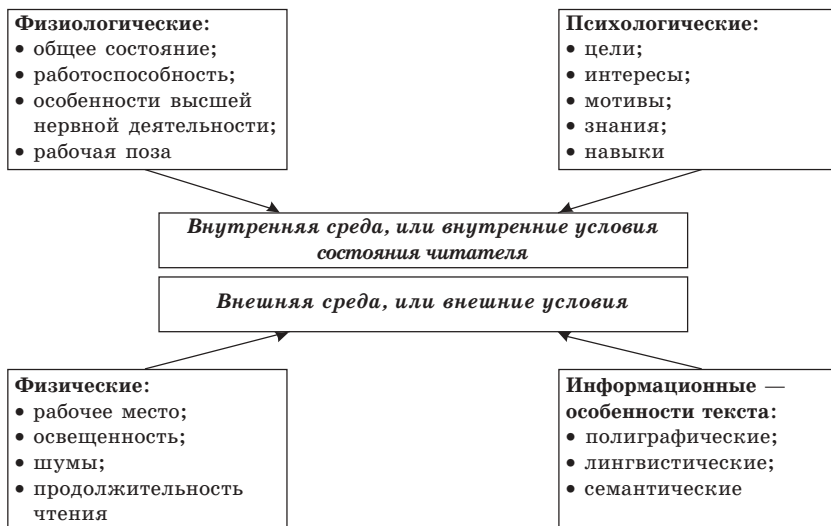 Физиологические:
• общее состояние;
• работоспособность;
• особенности высшей
нервной деятельности;
• рабочая поза
Психологические:
• цели;
• интересы;
• мотивы;
• знания;
• навыки
Внутренняя среда, или внутренние условия
состояния читателя
Внешняя среда, или внешние условия
Физические:
• рабочее место;
• освещенность;
• шумы;
• продолжительность
чтения
Информационные —
особенности текста:
• полиграфические;
• лингвистические;
• семантические